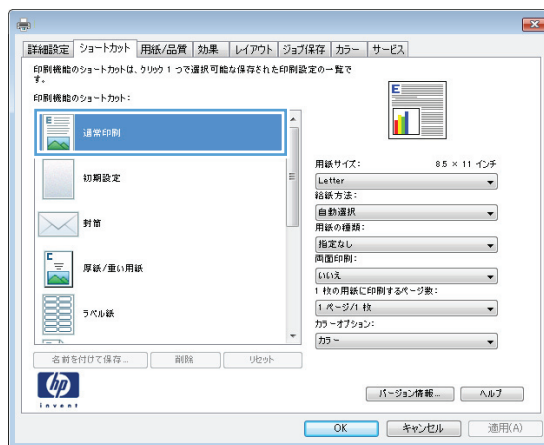 詳細設定 ショートカット 用紙/品質 効果 レイアウト ジョブ保存 カラー サービス
印刷機能のショートカットは、クリック 1 つで選択可能な保存された印刷設定の一覧で
す。
印刷機能のショートカット:
通常印刷
初期設定
封筒
厚紙/重い用紙
ラベル紙
名前を付けて保存...
削除
リセット
E
用紙サイズ: 8.5 × 11 インチ
Letter
給紙方法:
自動選択
用紙の種類:
指定なし
両面印刷:
いいえ
1 枚の用紙に印刷するページ数:
1 ページ/1 枚
カラーオプション:
カラー
hp
invent
バージョン情報... ヘルプ
OK キャンセル 適用(A)